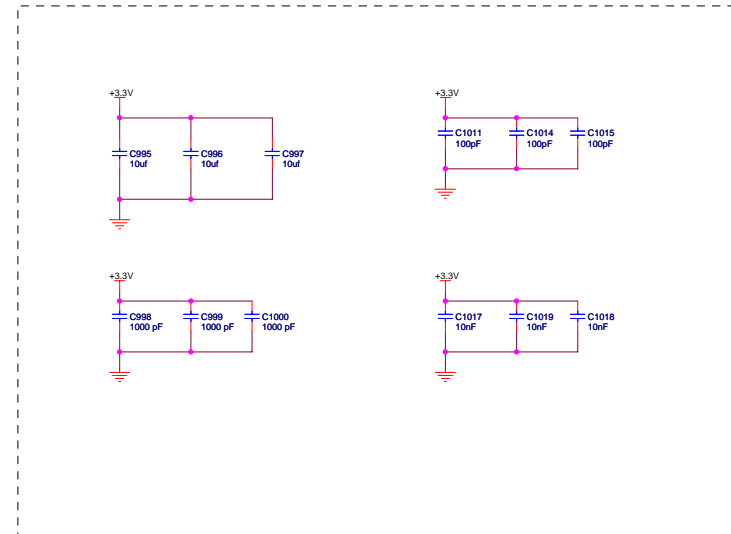 +3.3V
C995 C996 C997
10uf 10uf 10uf
+3.3V
C1011 C1014 C1015
100pF 100pF 100pF
+3.3V
C998 C999 C1000
1000 pF 1000 pF 1000 pF
+3.3V
C1017 C1019 C1018
10nF 10nF 10nF